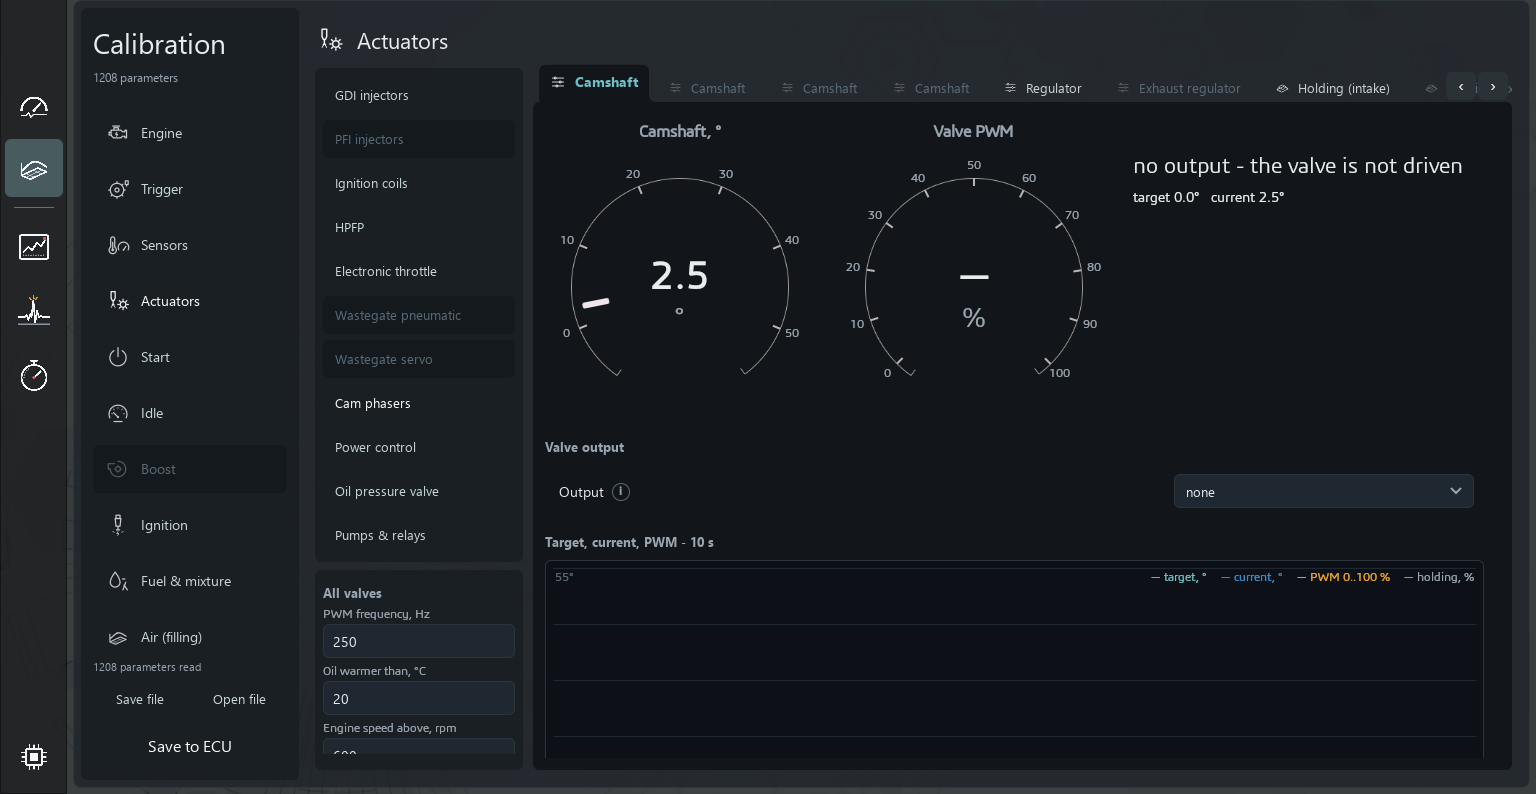 Calibration
1208 parameters
Engine
Trigger
Sensors
Actuators
Start
Idle
Boost
Ignition
Fuel & mixture
Air (filling)
1208 parameters read
Save file
Open file
Save to ECU
Actuators
GDI injectors
PFI injectors
Ignition coils
HPFP
Electronic throttle
Wastegate pneumatic
Wastegate servo
Cam phasers
Power control
Oil pressure valve
Pumps & relays
All valves
PWM frequency, Hz
250
Oil warmer than, °C
20
Engine speed above, rpm
600
Camshaft
Camshaft
Camshaft
Camshaft
Regulator
Exhaust regulator
Holding (intake)
Camshaft, °
0
10
20
30
40
50
2.5
°
Valve PWM
0
10
20
30
40
50
60
70
80
90
100
—
%
no output - the valve is not driven
target 0.0° current 2.5°
Valve output
Output
none
Target, current, PWM - 10 s
55°
— target, ° — current, ° — PWM 0..100 % — holding, %